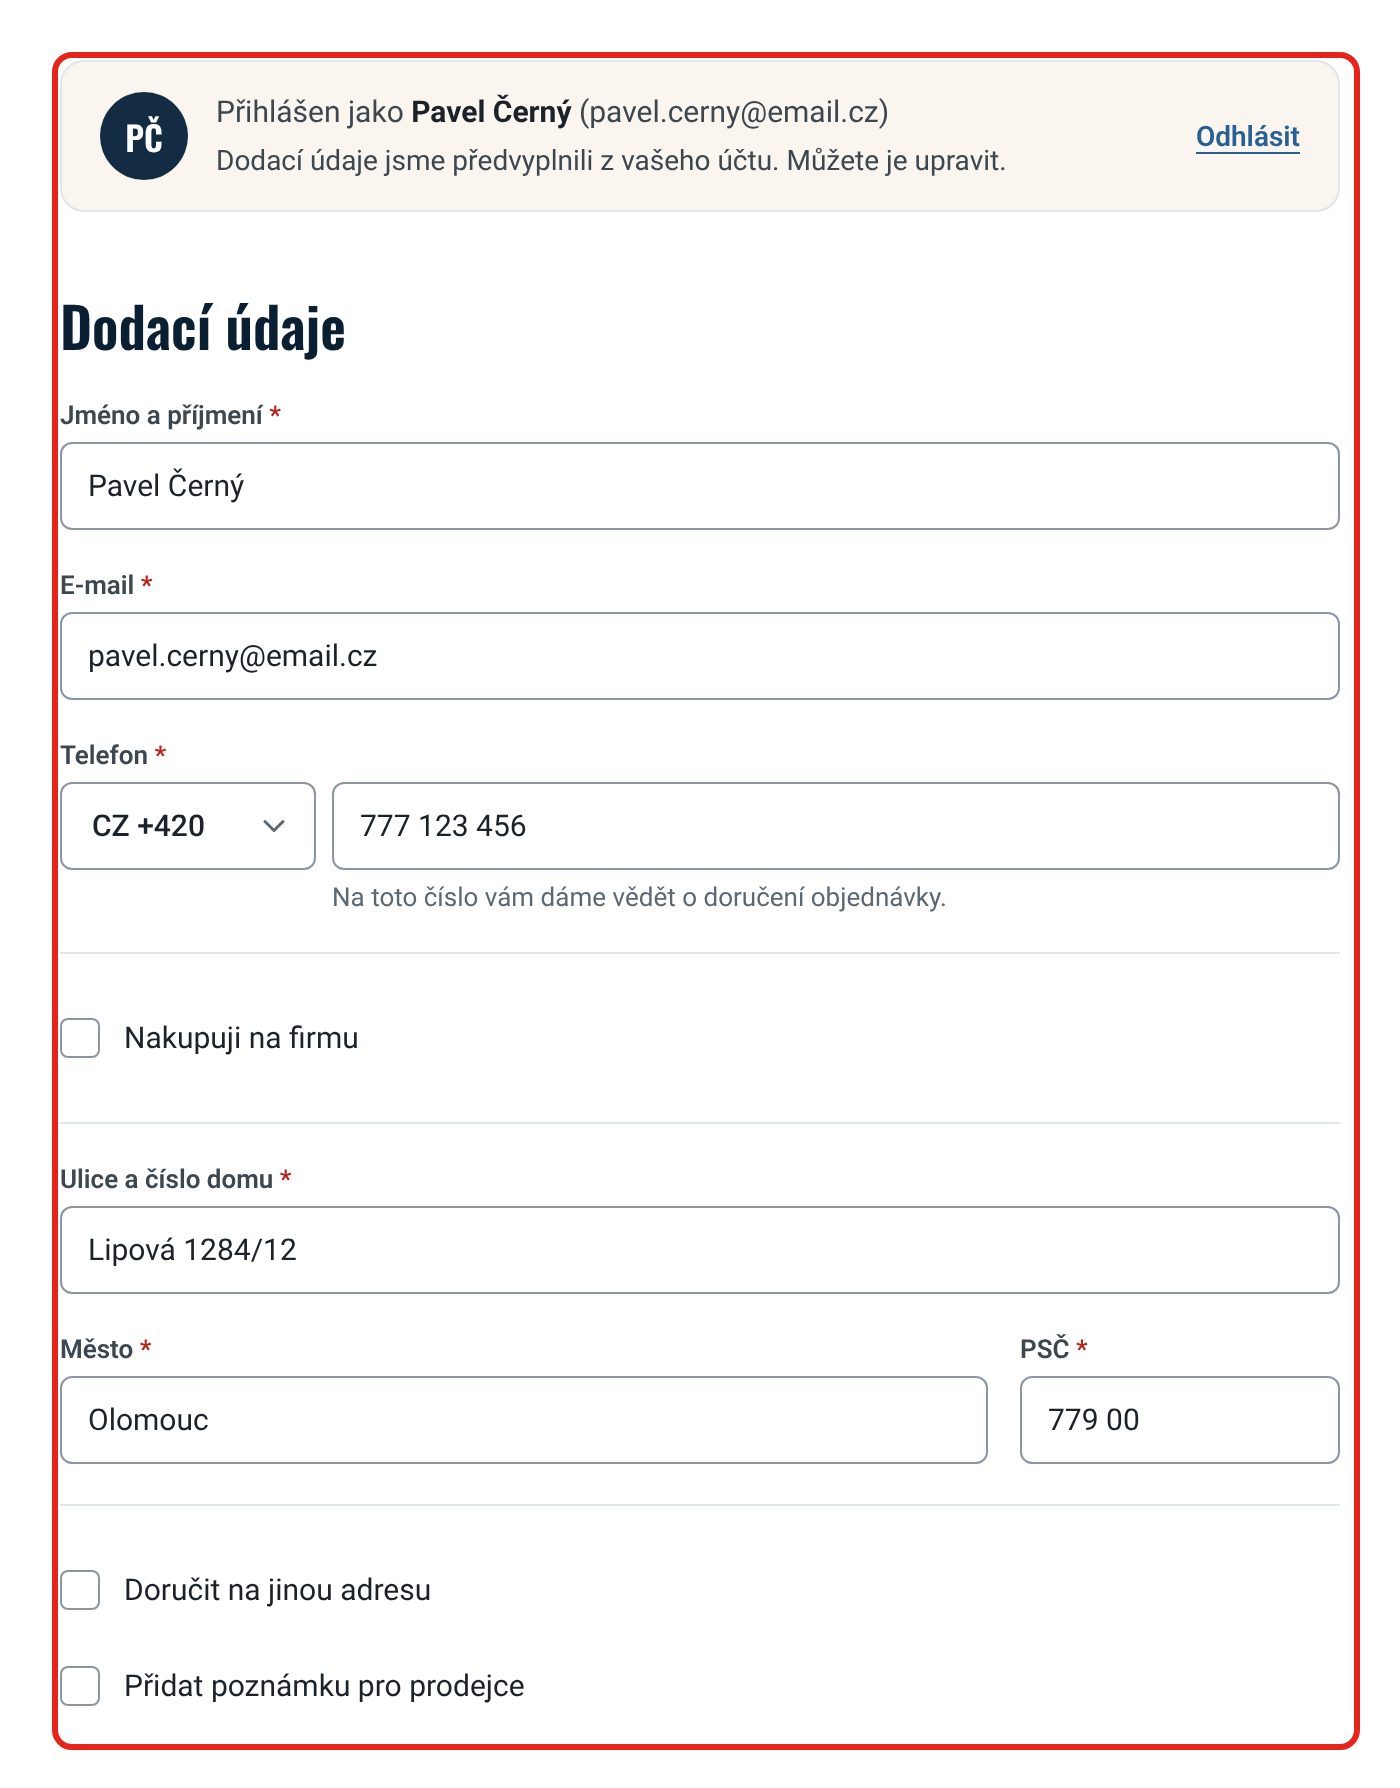 PČ
Přihlášen jako Pavel Černý (pavel.cerny@email.cz)
Dodací údaje jsme předvyplnili z vašeho účtu. Můžete je upravit.
Odhlásit
Dodací údaje
Jméno a příjmení *
Pavel Černý
E-mail *
pavel.cerny@email.cz
Telefon *
CZ +420
777 123 456
Na toto číslo vám dáme vědět o doručení objednávky.
Nakupuji na firmu
Ulice a číslo domu *
Lipová 1284/12
Město *
Olomouc
PSČ *
779 00
Doručit na jinou adresu
Přidat poznámku pro prodejce